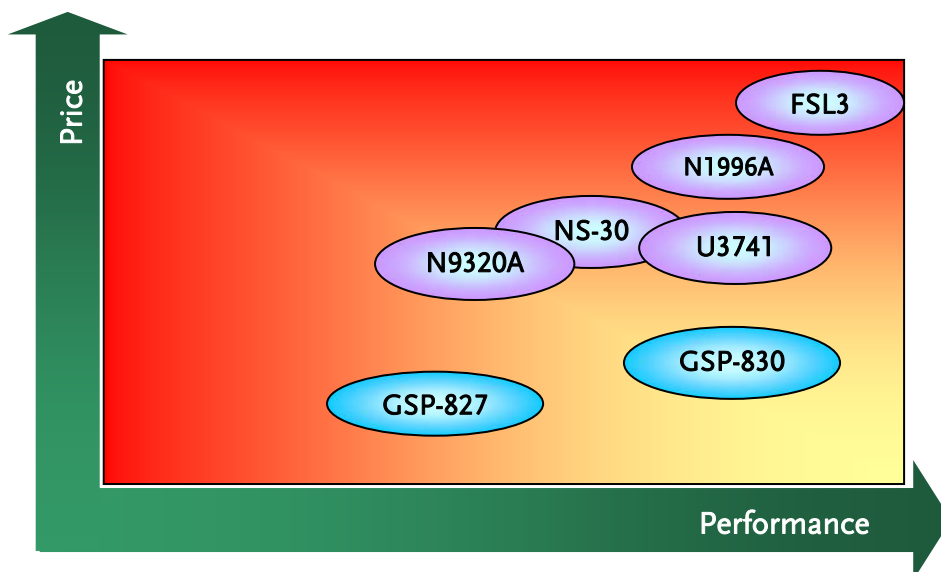 Price
FSL3
N1996A
NS-30
U3741
N9320A
GSP-830
GSP-827
Performance